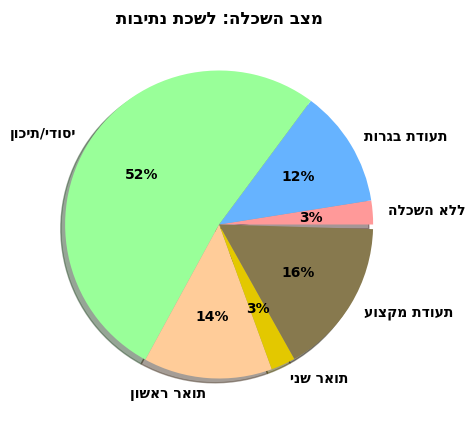 מצב השכלה: לשכת נתיבות
תעודת בגרות
יסודי/תיכון
52%
12%
ללא השכלה
3%
16%
תעודת מקצוע
3%
14%
תואר שני
תואר ראשון